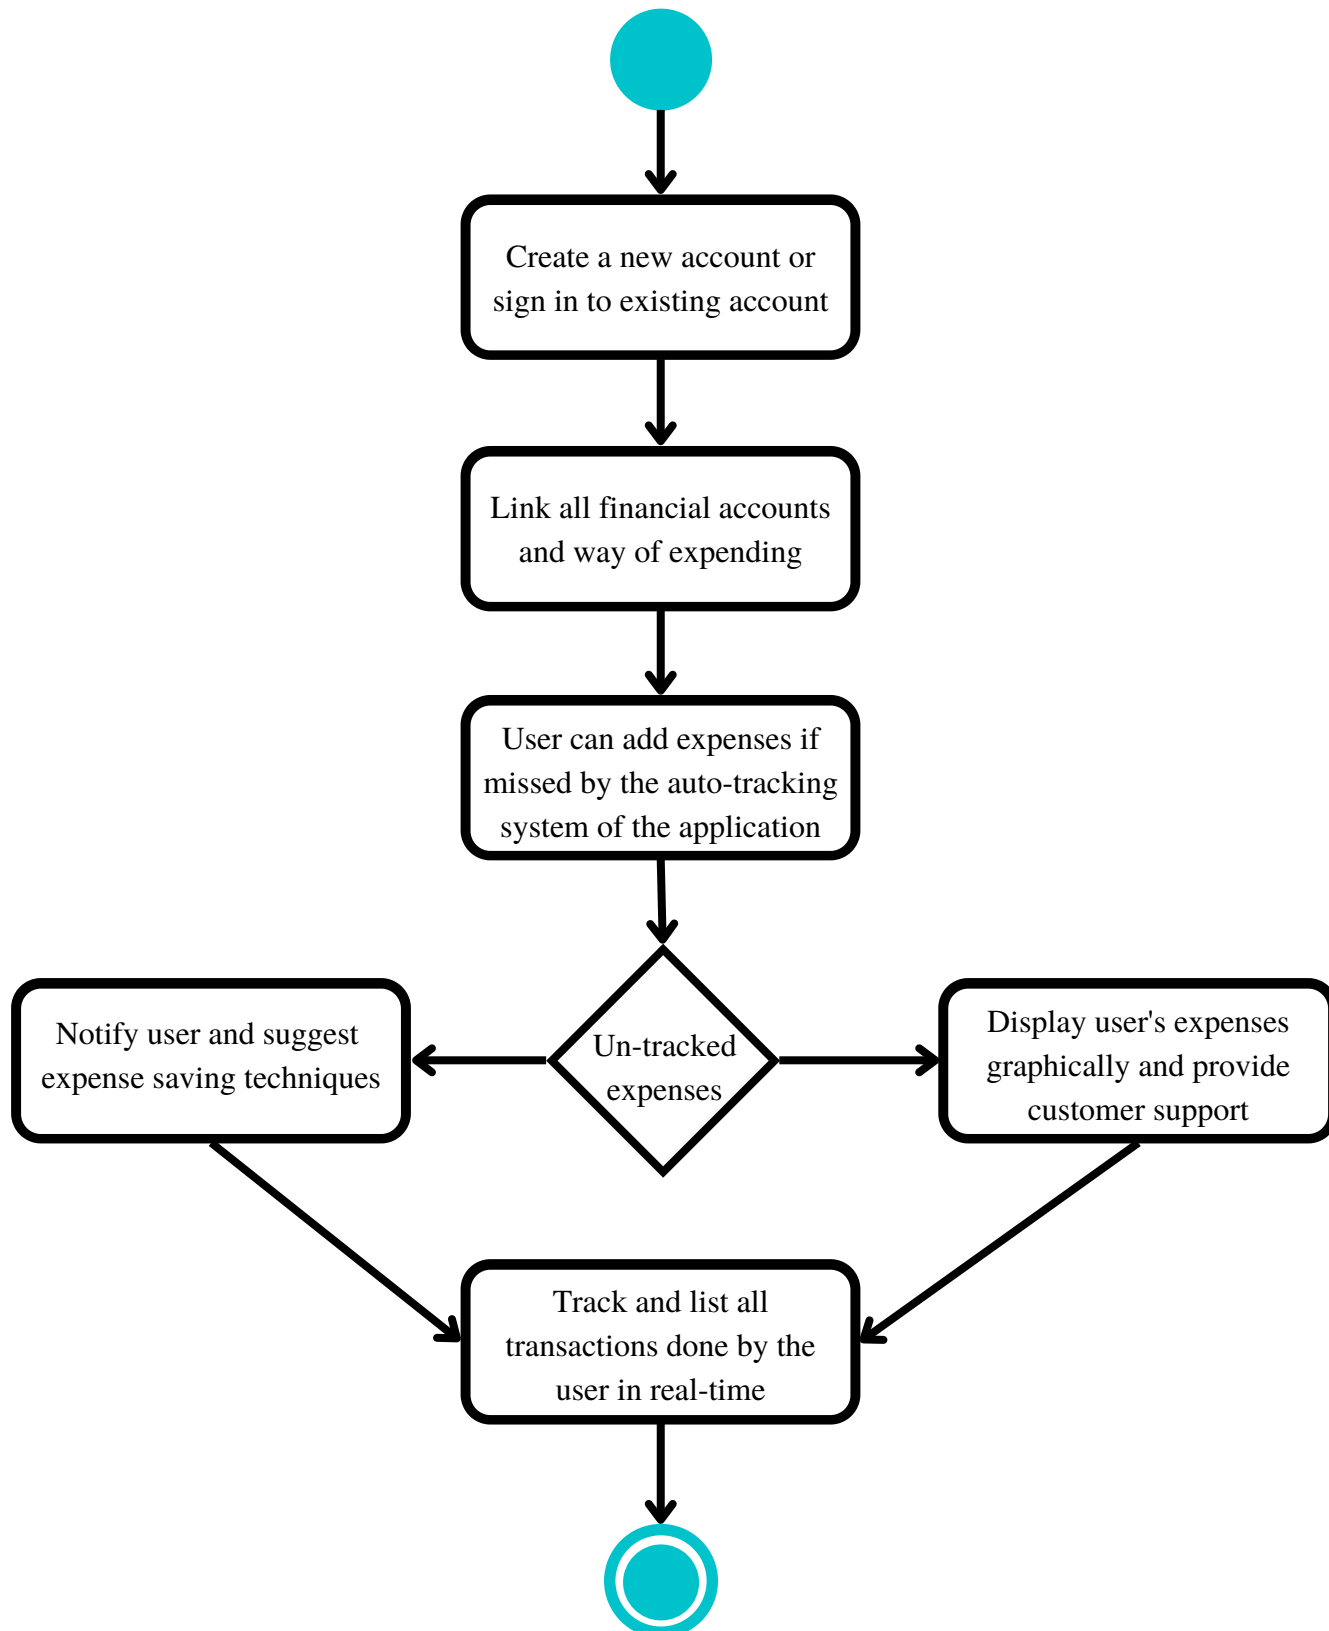 Create a new account or
sign in to existing account
Link all financial accounts
and way of expending
User can add expenses if
missed by the auto-tracking
system of the application
Notify user and suggest
expense saving techniques
Un-tracked
expenses
Display user's expenses
graphically and provide
customer support
Track and list all
transactions done by the
user in real-time